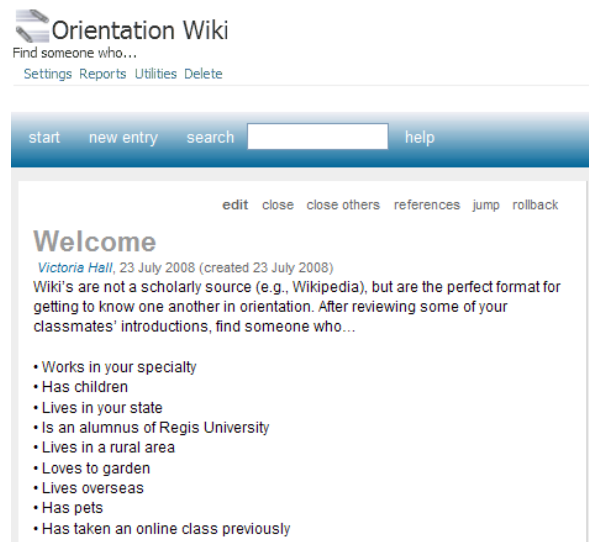 Orientation Wiki
Find someone who...
Settings Reports Utilities Delete
start new entry search help
edit close close others references jump rollback
Welcome
Victoria Hall, 23 July 2008 (created 23 July 2008)
Wiki's are not a scholarly source (e.g., Wikipedia), but are the perfect format for
getting to know one another in orientation. After reviewing some of your
classmates' introductions, find someone who…
• Works in your specialty
• Has children
• Lives in your state
• Is an alumnus of Regis University
• Lives in a rural area
• Loves to garden
• Lives overseas
• Has pets
• Has taken an online class previously